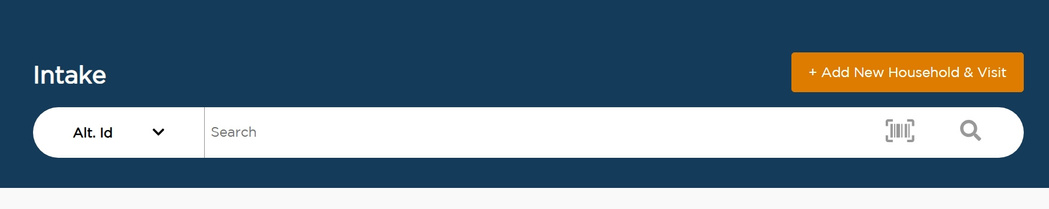 Intake
+ Add New Household & Visit
Alt. Id
Search